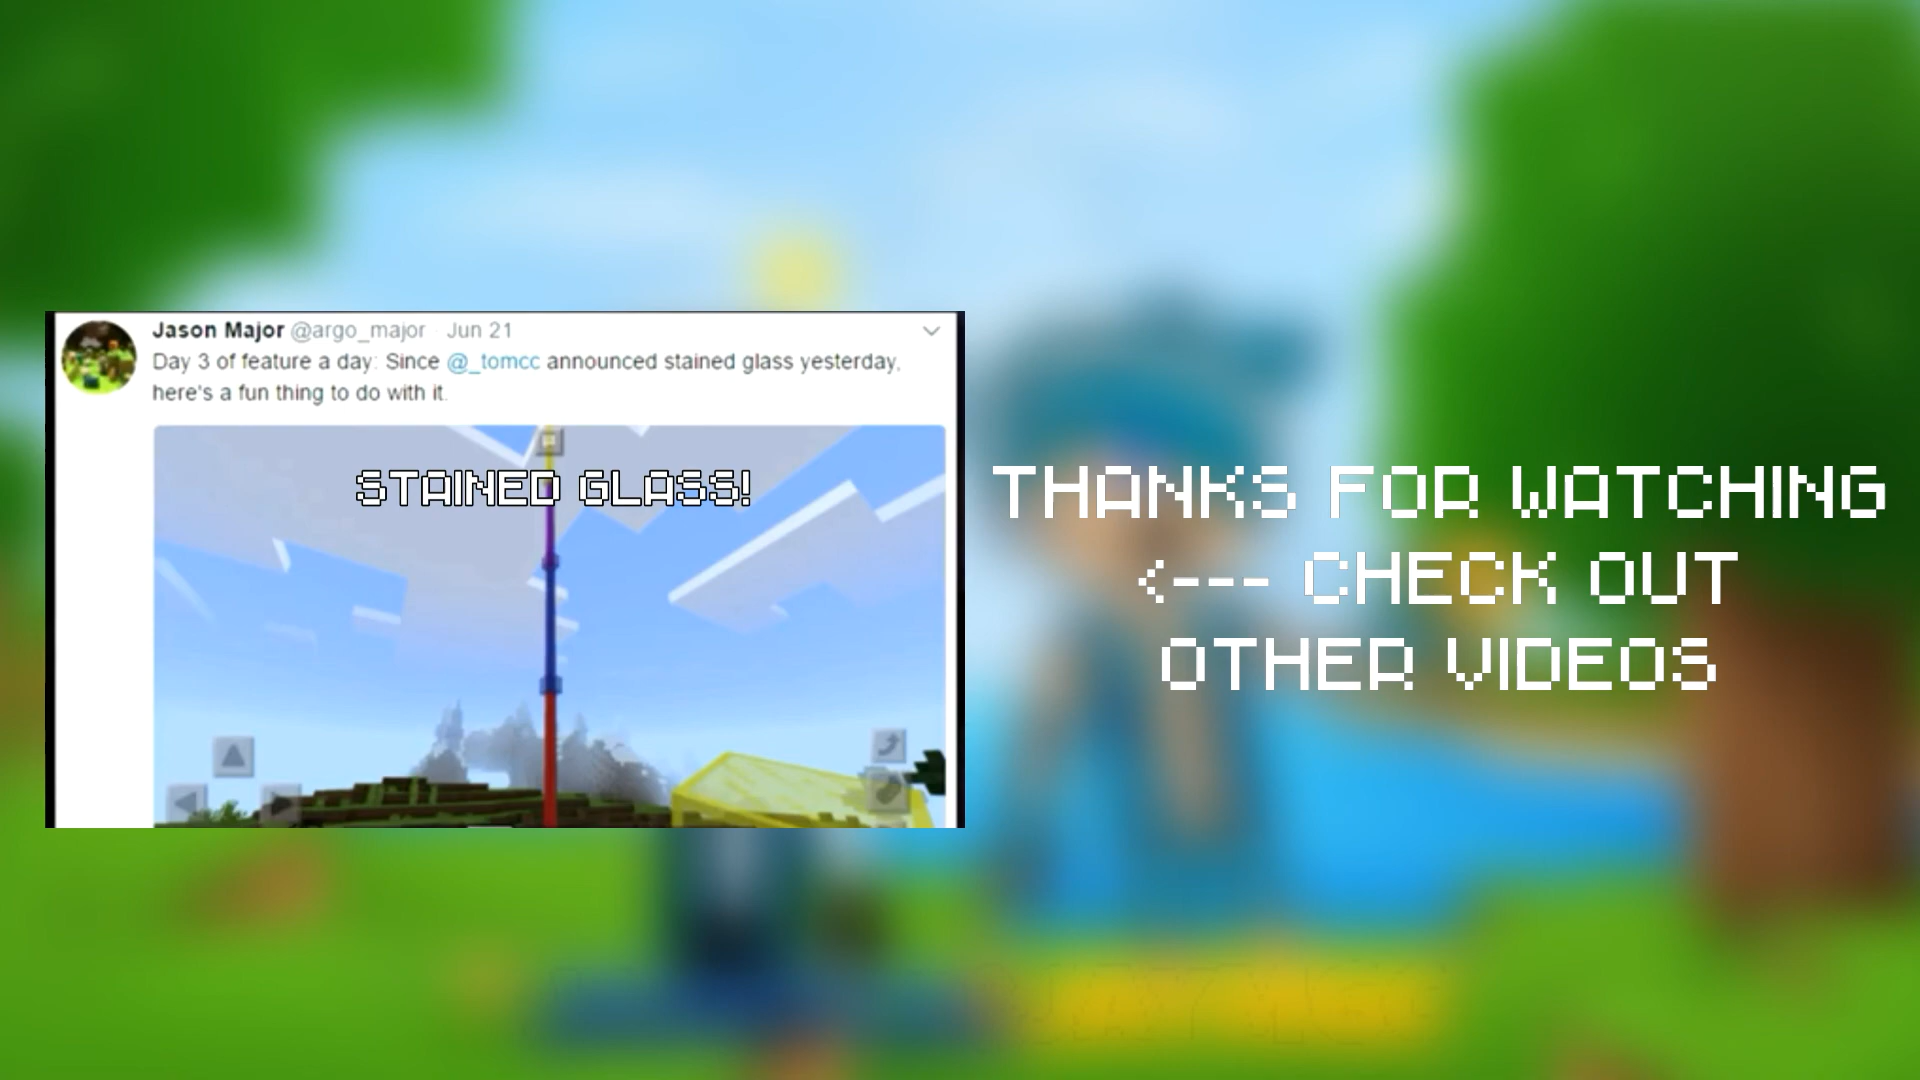 Jason Major @argo_major · Jun 21
Day 3 of feature a day: Since @_tomcc announced stained glass yesterday,
here's a fun thing to do with it.
STAINED GLASS!
THANKS FOR WATCHING
<--- CHECK OUT
OTHER VIDEOS